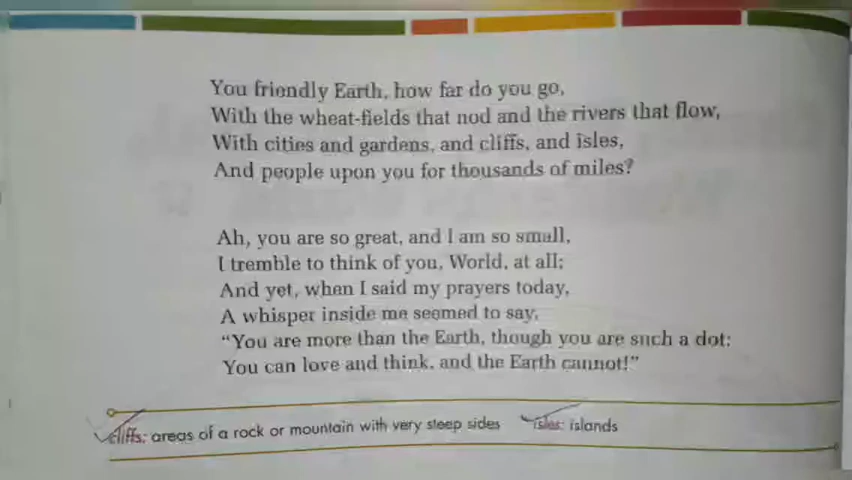 You friendly Earth, how far do you go,
With the wheat-fields that nod and the rivers that flow,
With cities and gardens, and cliffs, and isles,
And people upon you for thousands of miles?
Ah, you are so great, and I am so small,
I tremble to think of you, World, at all;
And yet, when I said my prayers today,
A whisper inside me seemed to say,
“You are more than the Earth, though you are such a dot:
You can love and think, and the Earth cannot!”
cliffs: areas of a rock or mountain with very steep sides isles: islands